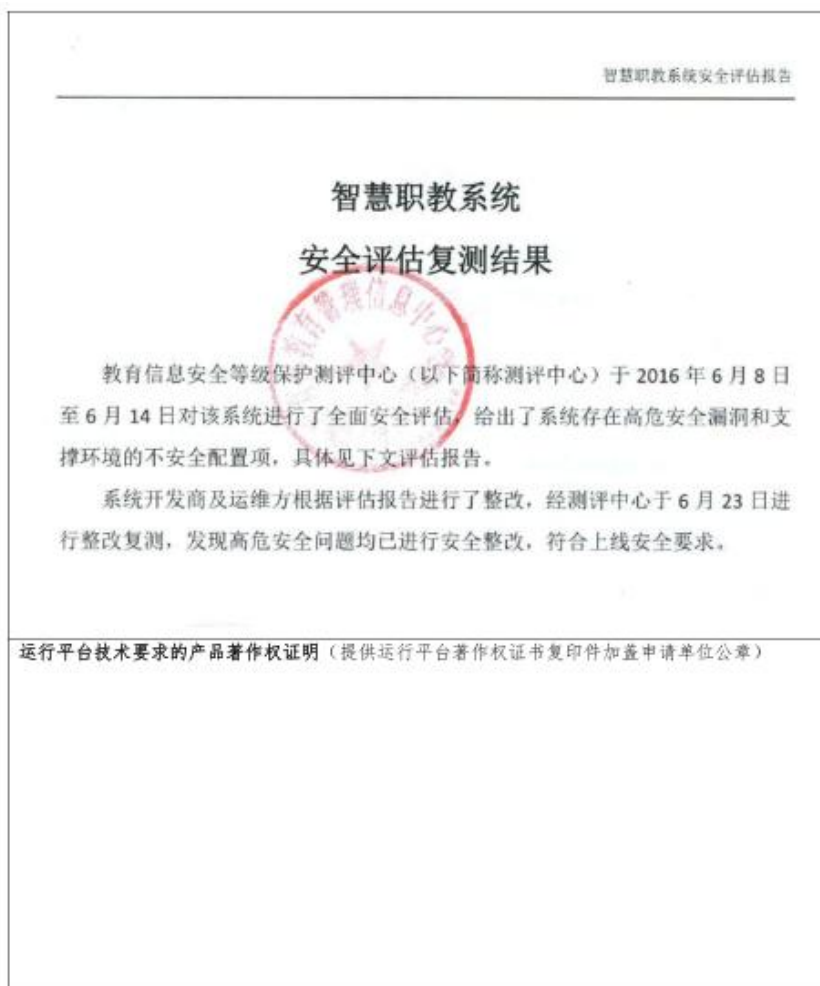 智慧职教系统安全评估报告
智慧职教系统
安全评估复测结果
教育管理信息中心
教育信息安全等级保护测评中心（以下简称测评中心）于 2016 年 6 月 8 日
至 6 月 14 日对该系统进行了全面安全评估，给出了系统存在高危安全漏洞和支
撑环境的不安全配置项，具体见下文评估报告。
系统开发商及运维方根据评估报告进行了整改，经测评中心于 6 月 23 日进
行整改复测，发现高危安全问题均已进行安全整改，符合上线安全要求。
运行平台技术要求的产品著作权证明（提供运行平台著作权证书复印件加盖申请单位公章）